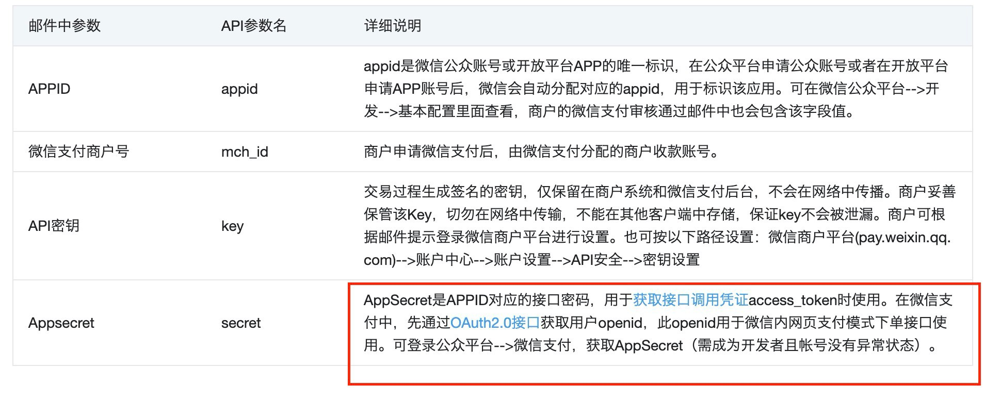 邮件中参数 API参数名 详细说明
appid是微信公众账号或开放平台APP的唯一标识，在公众平台申请公众账号或者在开放平台
APPID appid 申请APP账号后，微信会自动分配对应的appid，用于标识该应用。可在微信公众平台-->开
发-->基本配置里面查看，商户的微信支付审核通过邮件中也会包含该字段值。
微信支付商户号 mch_id 商户申请微信支付后，由微信支付分配的商户收款账号。
交易过程生成签名的密钥，仅保留在商户系统和微信支付后台，不会在网络中传播。商户妥善
保管该Key，切勿在网络中传输，不能在其他客户端中存储，保证key不会被泄漏。商户可根
API密钥 key 据邮件提示登录微信商户平台进行设置。也可按以下路径设置：微信商户平台(pay.weixin.qq.
com)-->账户中心-->账户设置-->API安全-->密钥设置
AppSecret是APPID对应的接口密码，用于获取接口调用凭证access_token时使用。在微信支
Appsecret secret 付中，先通过OAuth2.0接口获取用户openid，此openid用于微信内网页支付模式下单接口使
用。可登录公众平台-->微信支付，获取AppSecret（需成为开发者且帐号没有异常状态）。